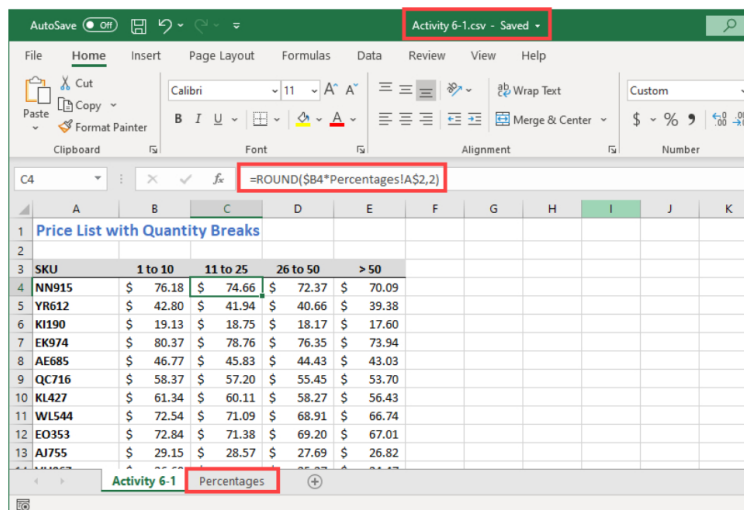 AutoSave Off Activity 6-1.csv - Saved
File Home Insert Page Layout Formulas Data Review View Help
Cut Calibri 11 A^ A Wrap Text Custom
Copy
Paste B I U A Merge & Center $ % 9 .00
Format Painter
Clipboard Font Alignment Number
C4 fx =ROUND($B4*Percentages!A$2,2)
A B C D E F G H I J K
1 Price List with Quantity Breaks
2
3 SKU 1 to 10 11 to 25 26 to 50 > 50
4 NN915 $ 76.18 $ 74.66 $ 72.37 $ 70.09
5 YR612 $ 42.80 $ 41.94 $ 40.66 $ 39.38
6 KI190 $ 19.13 $ 18.75 $ 18.17 $ 17.60
7 EK974 $ 80.37 $ 78.76 $ 76.35 $ 73.94
8 AE685 $ 46.77 $ 45.83 $ 44.43 $ 43.03
9 QC716 $ 58.37 $ 57.20 $ 55.45 $ 53.70
10 KL427 $ 61.34 $ 60.11 $ 58.27 $ 56.43
11 WL544 $ 72.54 $ 71.09 $ 68.91 $ 66.74
12 EO353 $ 72.84 $ 71.38 $ 69.20 $ 67.01
13 AJ755 $ 29.15 $ 28.57 $ 27.69 $ 26.82
Activity 6-1 Percentages